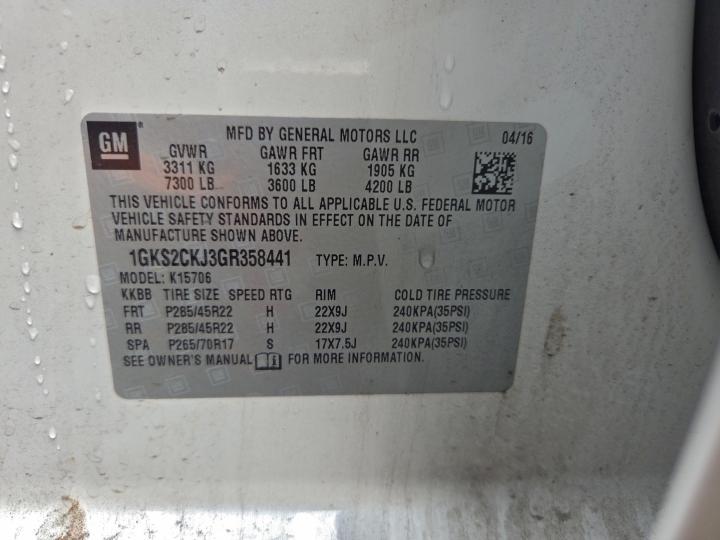 GM® MFD BY GENERAL MOTORS LLC 04/16
GVWR GAWR FRT GAWR RR
3311 KG 1633 KG 1905 KG
7300 LB 3600 LB 4200 LB
THIS VEHICLE CONFORMS TO ALL APPLICABLE U.S. FEDERAL MOTOR
VEHICLE SAFETY STANDARDS IN EFFECT ON THE DATE OF
MANUFACTURE SHOWN ABOVE.
1GKS2CKJ3GR358441 TYPE: M.P.V.
MODEL: K15706
KKBB TIRE SIZE SPEED RTG RIM COLD TIRE PRESSURE
FRT P285/45R22 H 22X9J 240KPA(35PSI)
RR P285/45R22 H 22X9J 240KPA(35PSI)
SPA P265/70R17 S 17X7.5J 240KPA(35PSI)
SEE OWNER'S MANUAL FOR MORE INFORMATION.